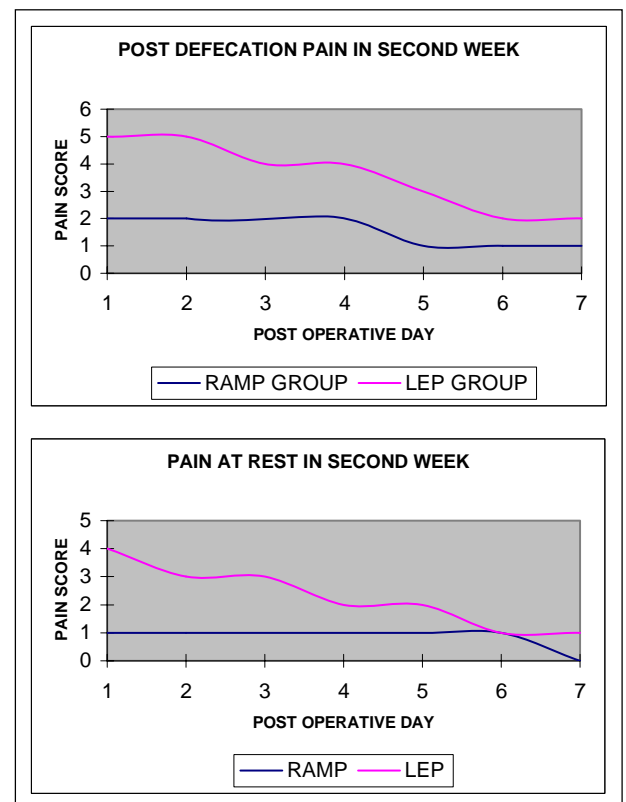 POST DEFECATION PAIN IN SECOND WEEK
6
5
4
3
2
1
0
PAIN SCORE
1 2 3 4 5 6 7
POST OPERATIVE DAY
RAMP GROUP LEP GROUP
PAIN AT REST IN SECOND WEEK
5
4
3
2
1
0
PAIN SCORE
1 2 3 4 5 6 7
POST OPERATIVE DAY
RAMP LEP